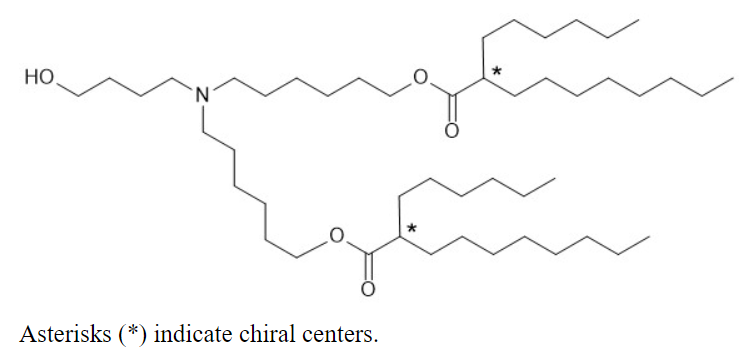 HO
N
O
*
O
O
*
O
Asterisks (*) indicate chiral centers.